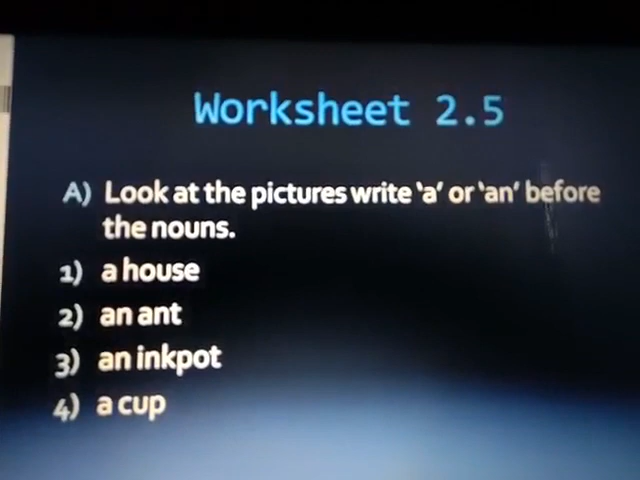 Worksheet 2.5
A) Look at the pictures write 'a' or 'an' before
the nouns.
1) a house
2) an ant
3) an inkpot
4) a cup